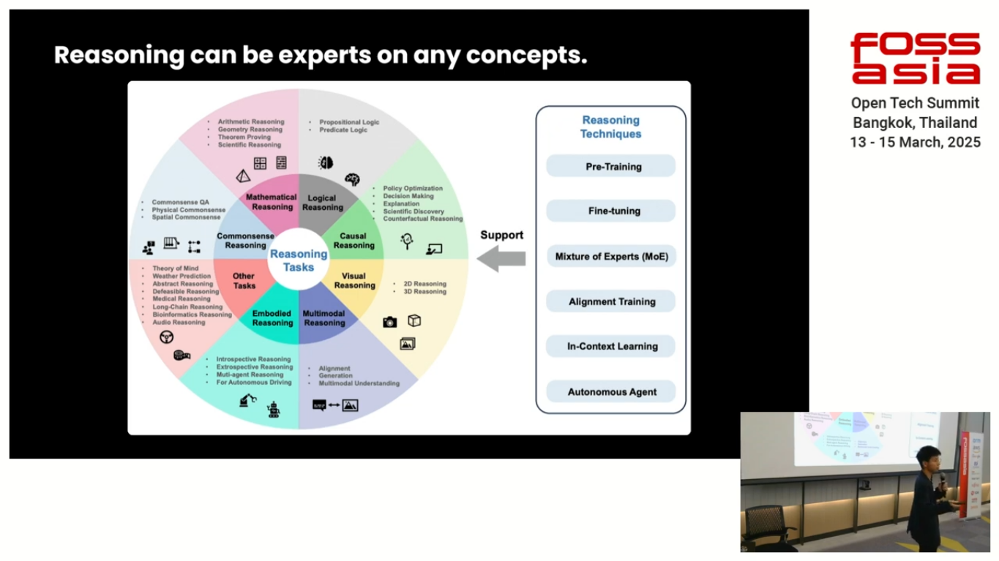 Reasoning can be experts on any concepts.
foss
asia
Open Tech Summit
Bangkok, Thailand
13 - 15 March, 2025
• Arithmetic Reasoning
• Geometry Reasoning
• Theorem Proving
• Scientific Reasoning
• Propositional Logic
• Predicate Logic
Mathematical
Reasoning
Logical
Reasoning
• Policy Optimization
• Decision Making
• Explanation
• Scientific Discovery
• Counterfactual Reasoning
Causal
Reasoning
• Commonsense QA
• Physical Commonsense
• Spatial Commonsense
Commonsense
Reasoning
Reasoning
Tasks
• Theory of Mind
• Weather Prediction
• Abstract Reasoning
• Defeasible Reasoning
• Medical Reasoning
• Long-Chain Reasoning
• Bioinformatics Reasoning
• Audio Reasoning
Other
Tasks
Visual
Reasoning
• 2D Reasoning
• 3D Reasoning
Embodied
Reasoning
Multimodal
Reasoning
• Introspective Reasoning
• Extrospective Reasoning
• Muti-agent Reasoning
• For Autonomous Driving
• Alignment
• Generation
• Multimodal Understanding
Support
Reasoning
Techniques
Pre-Training
Fine-tuning
Mixture of Experts (MoE)
Alignment Training
In-Context Learning
Autonomous Agent